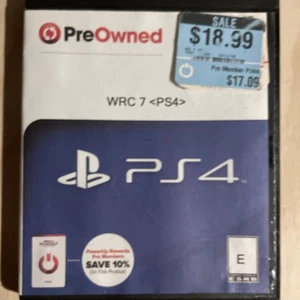 PreOwned
SALE
$18.99
Pro Member Price
$17.09
WRC 7 <PS4>
PS4
PowerUp Rewards
Pro Members
SAVE 10%
On This Product
E
ESRB